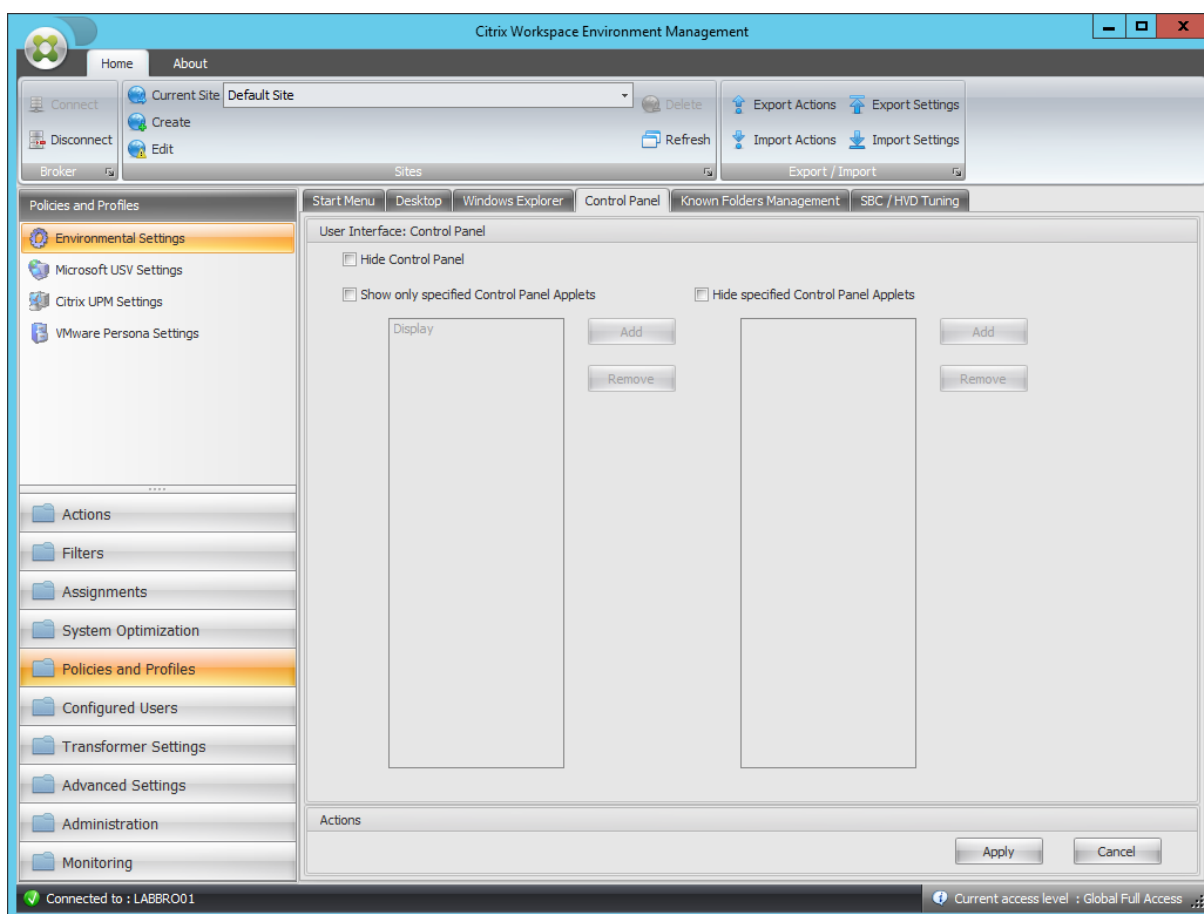 Citrix Workspace Environment Management
Home About
Connect
Disconnect
Broker
Current Site Default Site
Create
Edit
Delete
Refresh
Sites
Export Actions Export Settings
Import Actions Import Settings
Export / Import
Policies and Profiles
Environmental Settings
Microsoft USV Settings
Citrix UPM Settings
VMware Persona Settings
Actions
Filters
Assignments
System Optimization
Policies and Profiles
Configured Users
Transformer Settings
Advanced Settings
Administration
Monitoring
Start Menu Desktop Windows Explorer Control Panel Known Folders Management SBC / HVD Tuning
User Interface: Control Panel
Hide Control Panel
Show only specified Control Panel Applets Hide specified Control Panel Applets
Display Add Add
Remove Remove
Actions
Apply Cancel
Connected to : LABBRO01 Current access level : Global Full Access